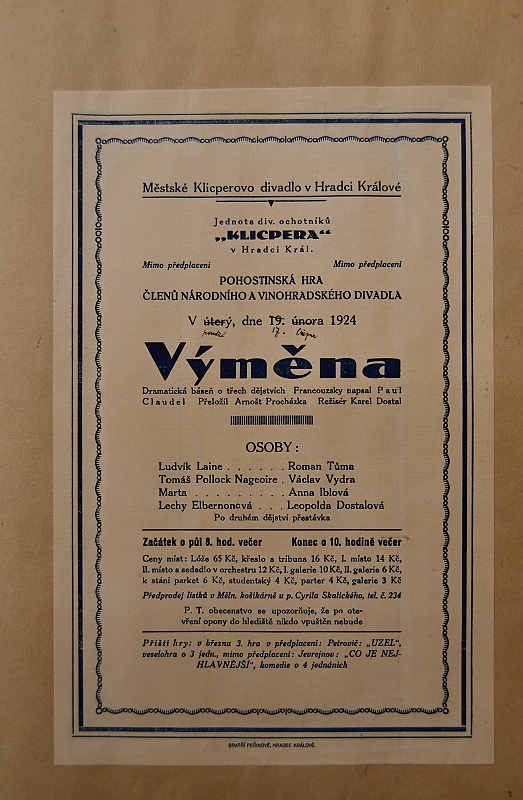 Městské Klicperovo divadlo v Hradci Králové
Jednota div. ochotníků
„KLICPERA“
v Hradci Král.
Mimo předplacení Mimo předplacení
POHOSTINSKÁ HRA
ČLENŮ NÁRODNÍHO A VINOHRADSKÉHO DIVADLA
V úterý, dne 19. února 1924
17.
Výměna
Dramatická báseň o třech dějstvích Francouzsky napsal Paul
Claudel Přeložil Arnošt Procházka Režisér Karel Dostal
OSOBY:
Ludvík Laine . . . . . . Roman Tůma
Tomáš Pollock Nageoire . Václav Vydra
Marta . . . . . . . . . Anna Iblová
Lechy Elbernonová . . . Leopolda Dostalová
Po druhém dějství přestávka
Začátek o půl 8. hod. večer Konec o 10. hodině večer
Ceny míst: Lóže 65 Kč, křeslo a tribuna 16 Kč, I. místo 14 Kč,
II. místo a sedadlo v orchestru 12 Kč, I. galerie 10 Kč, II. galerie 6 Kč,
k stání parket 6 Kč, studentský 4 Kč, parter 4 Kč, galerie 3 Kč
Předprodej lístků vMěln. košíkárně u p. Cyrila Skalického, tel. č. 234
P. T. obecenstvo se upozorňuje, že po ote-
vření opony do hlediště nikdo vpuštěn nebude
Příští hry: v březnu 3. hra v předplacení: Petrovič: „UZEL“,
veselohra o 3 jedn., mimo předplacení: Jevrejnov: „CO JE NEJ-
HLAVNĚJŠÍ“, komedie o 4 jednáních
BRATŘÍ PEŘINOVÉ, HRADEC KRÁLOVÉ.